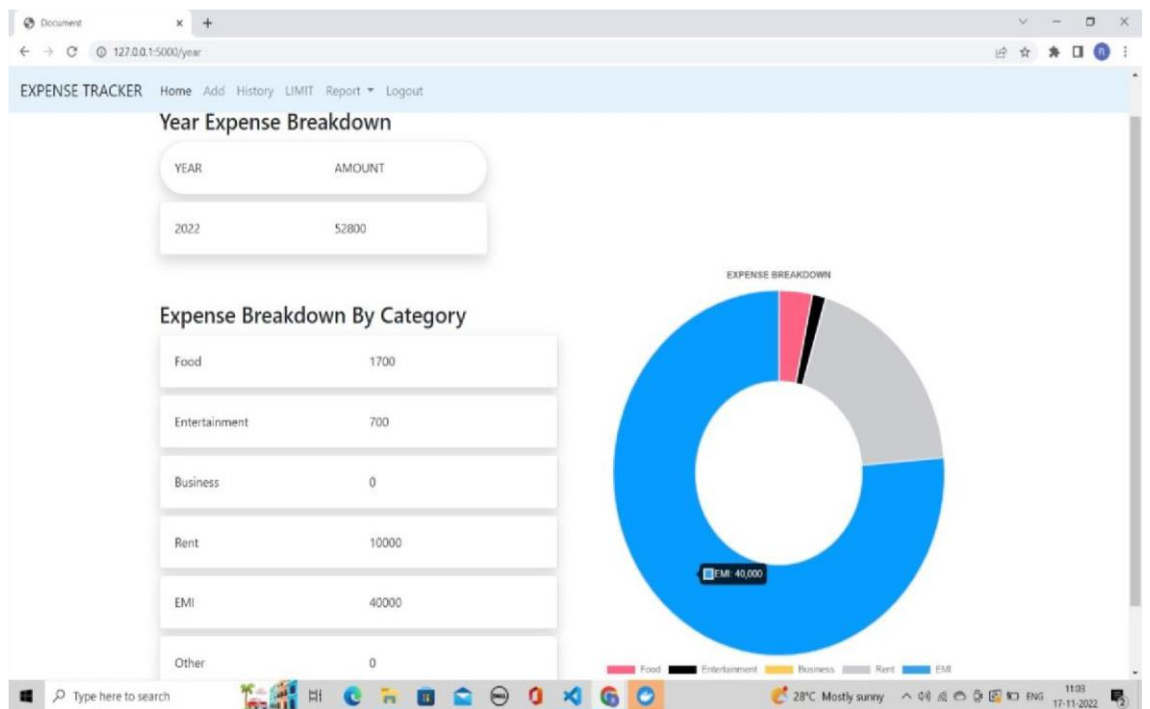 Document
127.0.0.1:5000/year
EXPENSE TRACKER Home Add History LIMIT Report Logout
Year Expense Breakdown
YEAR AMOUNT
2022 52800
Expense Breakdown By Category
Food 1700
Entertainment 700
Business 0
Rent 10000
EMI 40000
Other 0
EXPENSE BREAKDOWN
EMI: 40,000
Food Entertainment Business Rent EMI
Type here to search
28°C Mostly sunny
ENG
11:03
17-11-2022